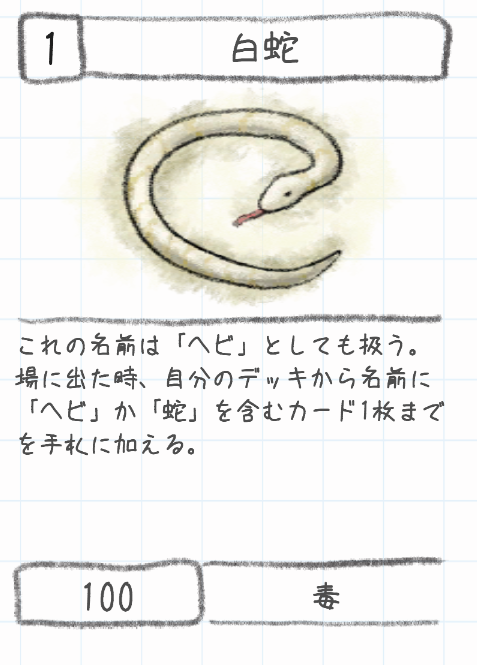 1
白蛇
これの名前は「ヘビ」としても扱う。
場に出た時、自分のデッキから名前に
「ヘビ」か「蛇」を含むカード1枚まで
を手札に加える。
100
毒